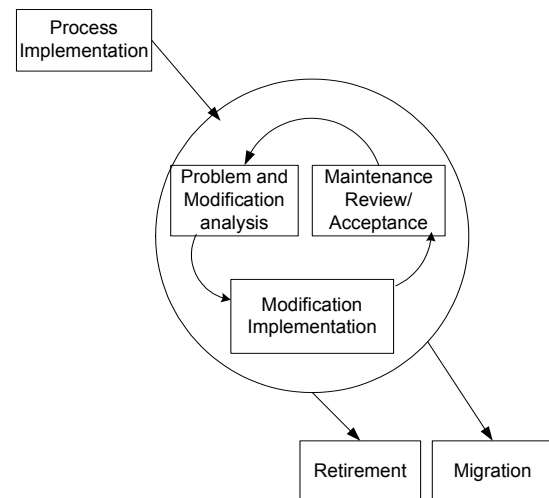 Process
Implementation
Problem and
Modification
analysis
Maintenance
Review/
Acceptance
Modification
Implementation
Retirement
Migration